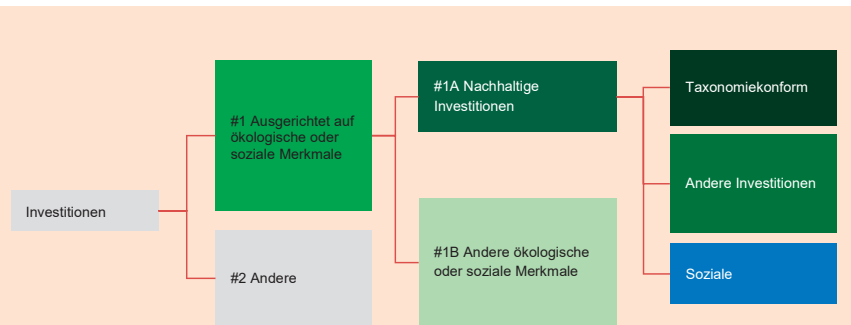 Investitionen
#1 Ausgerichtet auf
ökologische oder
soziale Merkmale
#2 Andere
#1A Nachhaltige
Investitionen
#1B Andere ökologische
oder soziale Merkmale
Taxonomiekonform
Andere Investitionen
Soziale